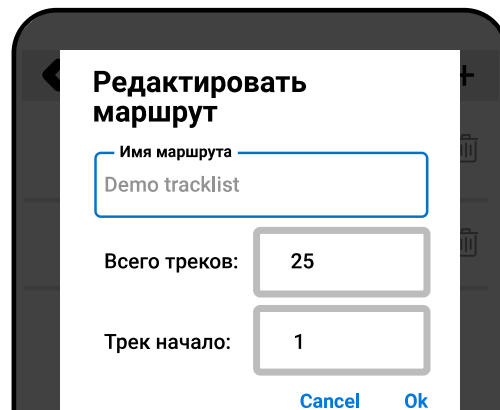 Редактировать
маршрут
Имя маршрута
Demo tracklist
Всего треков: 25
Трек начало: 1
Cancel Ok